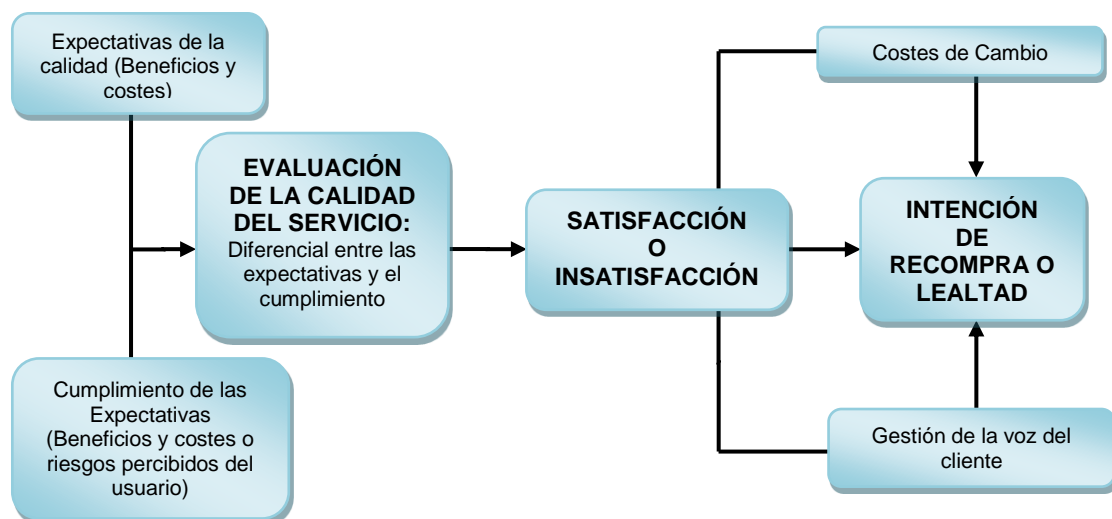 Expectativas de la
calidad (Beneficios y
costes)
EVALUACIÓN
DE LA CALIDAD
DEL SERVICIO:
Diferencial entre las
expectativas y el
cumplimiento
Cumplimiento de las
Expectativas
(Beneficios y costes o
riesgos percibidos del
usuario)
SATISFACCIÓN
O
INSATISFACCIÓN
Costes de Cambio
INTENCIÓN
DE
RECOMPRA O
LEALTAD
Gestión de la voz del
cliente